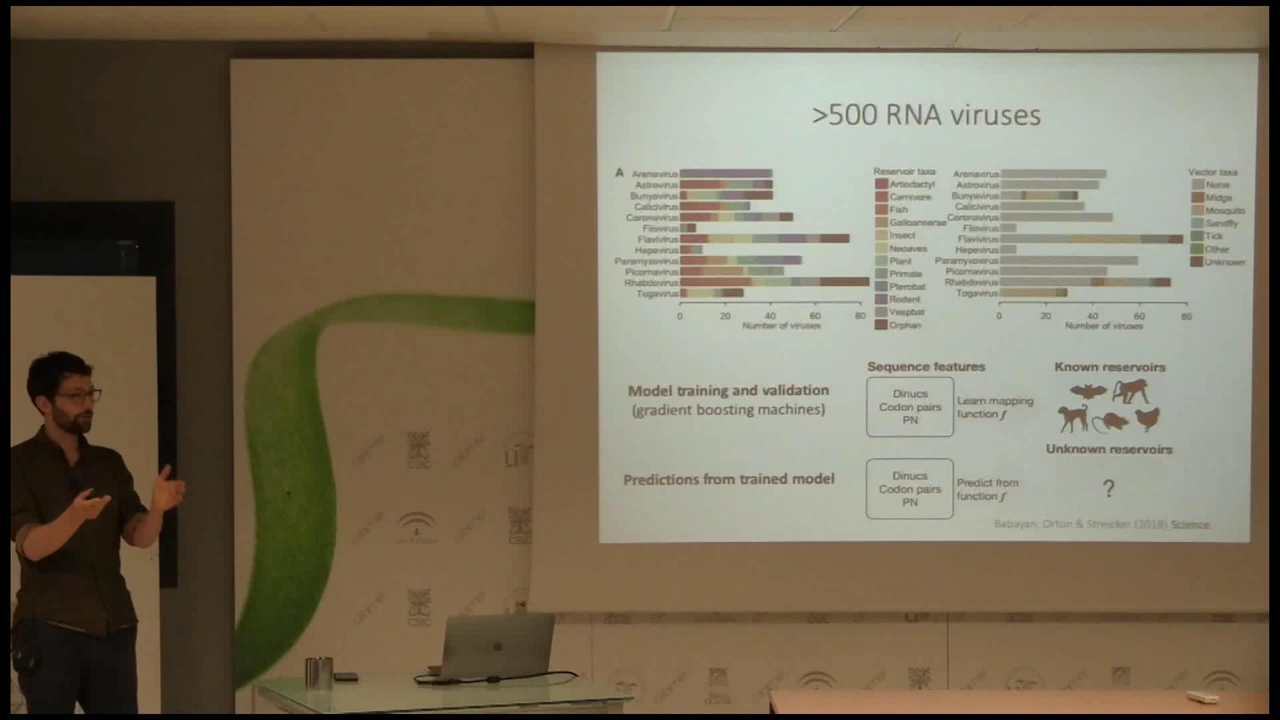 >500 RNA viruses
A
Arenavirus
Astrovirus
Bunyavirus
Calicivirus
Coronavirus
Filovirus
Flavivirus
Hepevirus
Paramyxovirus
Picornavirus
Rhabdovirus
Togavirus
0 20 40 60 80
Number of viruses
Reservoir taxa
Artiodactyl
Carnivore
Fish
Galloanserae
Insect
Neoaves
Plant
Primate
Pterobat
Rodent
Vespbat
Orphan
Arenavirus
Astrovirus
Bunyavirus
Calicivirus
Coronavirus
Filovirus
Flavivirus
Hepevirus
Paramyxovirus
Picornavirus
Rhabdovirus
Togavirus
0 20 40 60 80
Number of viruses
Vector taxa
None
Midge
Mosquito
Sandfly
Tick
Other
Unknown
Model training and validation
(gradient boosting machines)
Sequence features
Dinucs
Codon pairs
PN
Learn mapping
function f
Known reservoirs
Unknown reservoirs
Predictions from trained model
Dinucs
Codon pairs
PN
Predict from
function f
?
Babayan, Orton & Streicker (2018) Science
CSIC